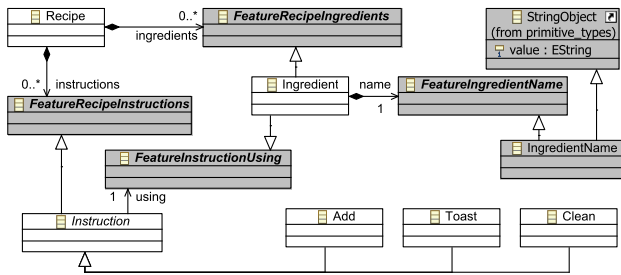 Recipe
0..*
ingredients
FeatureRecipeIngredients
StringObject
(from primitive_types)
value : EString
0..*
instructions
FeatureRecipeInstructions
Ingredient
name
1
FeatureIngredientName
FeatureInstructionUsing
IngredientName
1
using
Instruction
Add
Toast
Clean